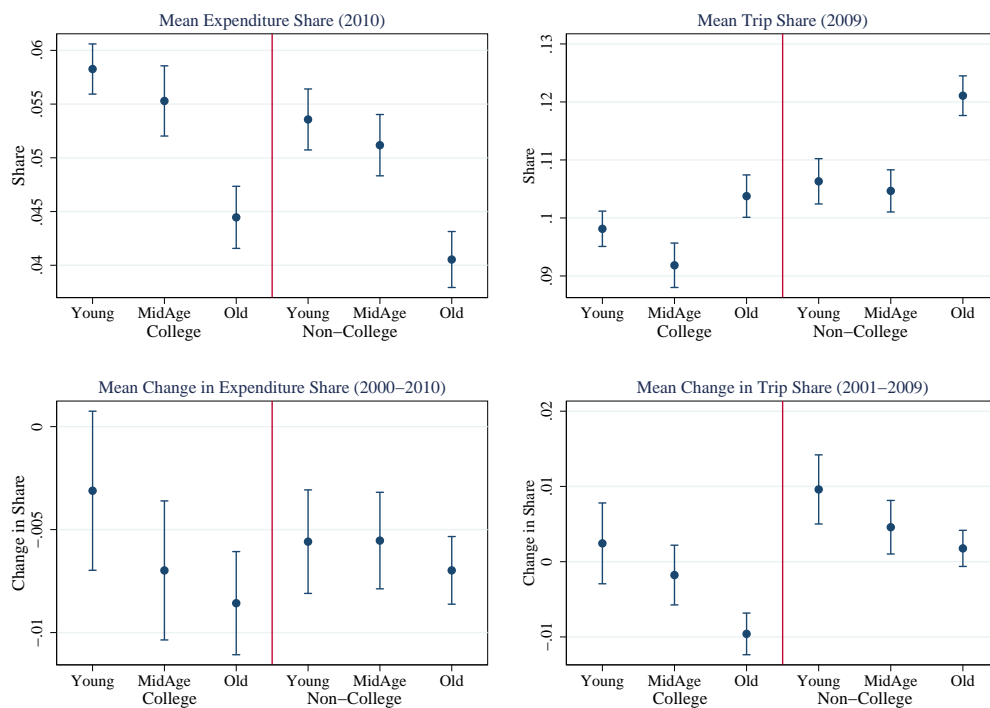 Mean Expenditure Share (2010)
Share
.06
.055
.05
.045
.04
Young MidAge Old Young MidAge Old
College Non−College
Mean Trip Share (2009)
Share
.13
.12
.11
.1
.09
Young MidAge Old Young MidAge Old
College Non−College
Mean Change in Expenditure Share (2000−2010)
Change in Share
0
−.005
−.01
Young MidAge Old Young MidAge Old
College Non−College
Mean Change in Trip Share (2001−2009)
Change in Share
.02
.01
0
−.01
Young MidAge Old Young MidAge Old
College Non−College